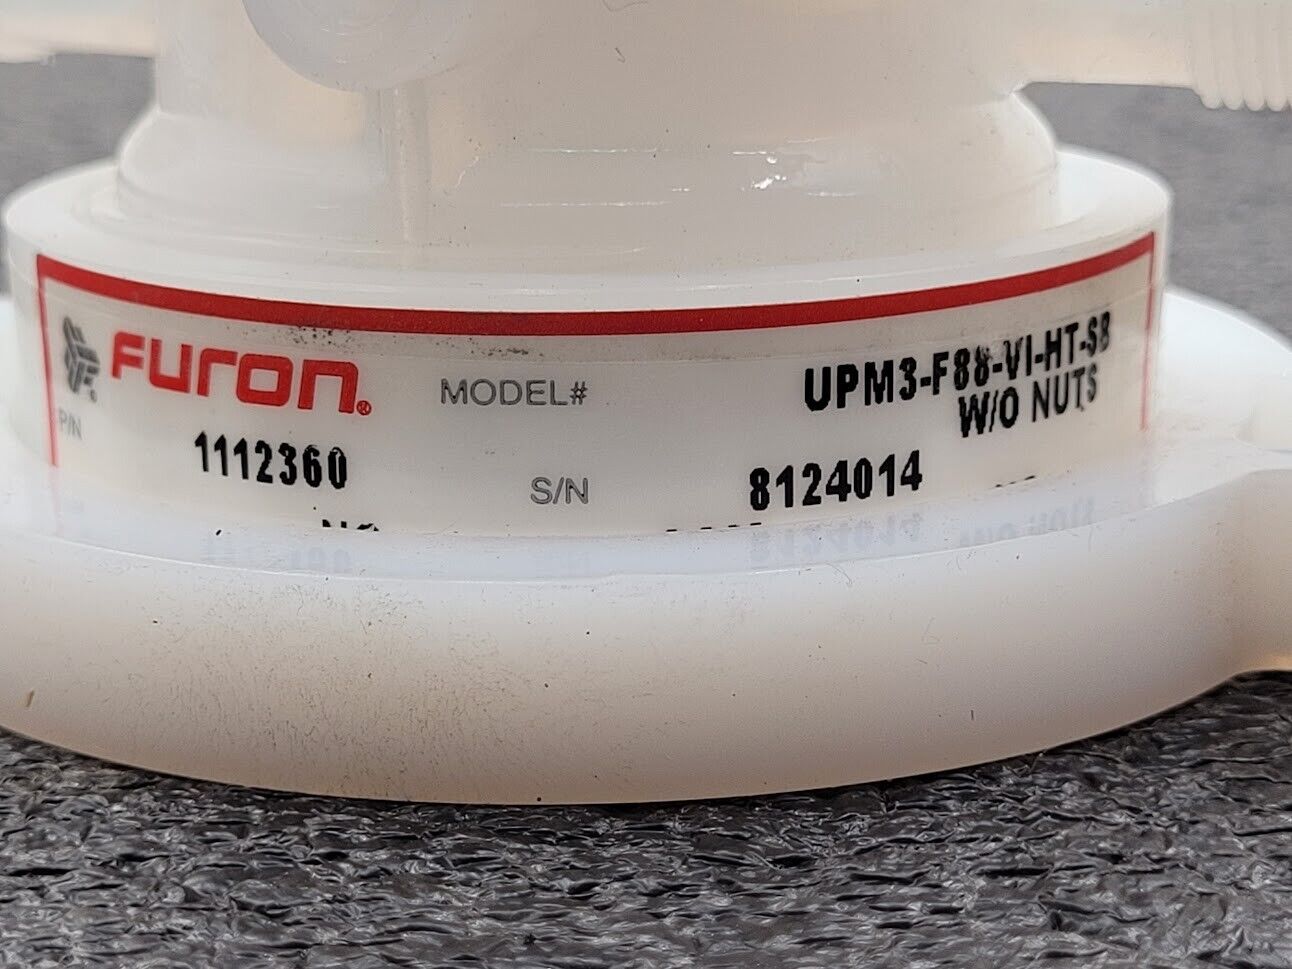 FURON® MODEL# UPM3-F88-VI-HT-SB
W/O NUTS
P/N 1112360 S/N 8124014